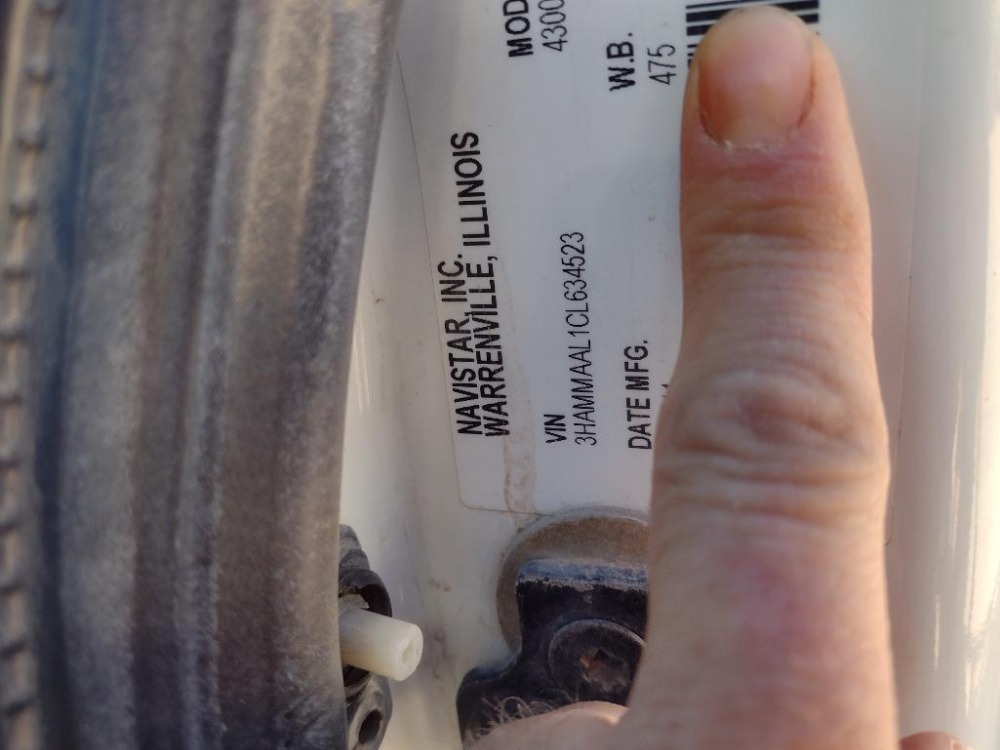 NAVISTAR, INC.
WARRENVILLE, ILLINOIS
MOD
4300
VIN
3HAMMAAL1CL634523
W.B.
475
DATE MFG.